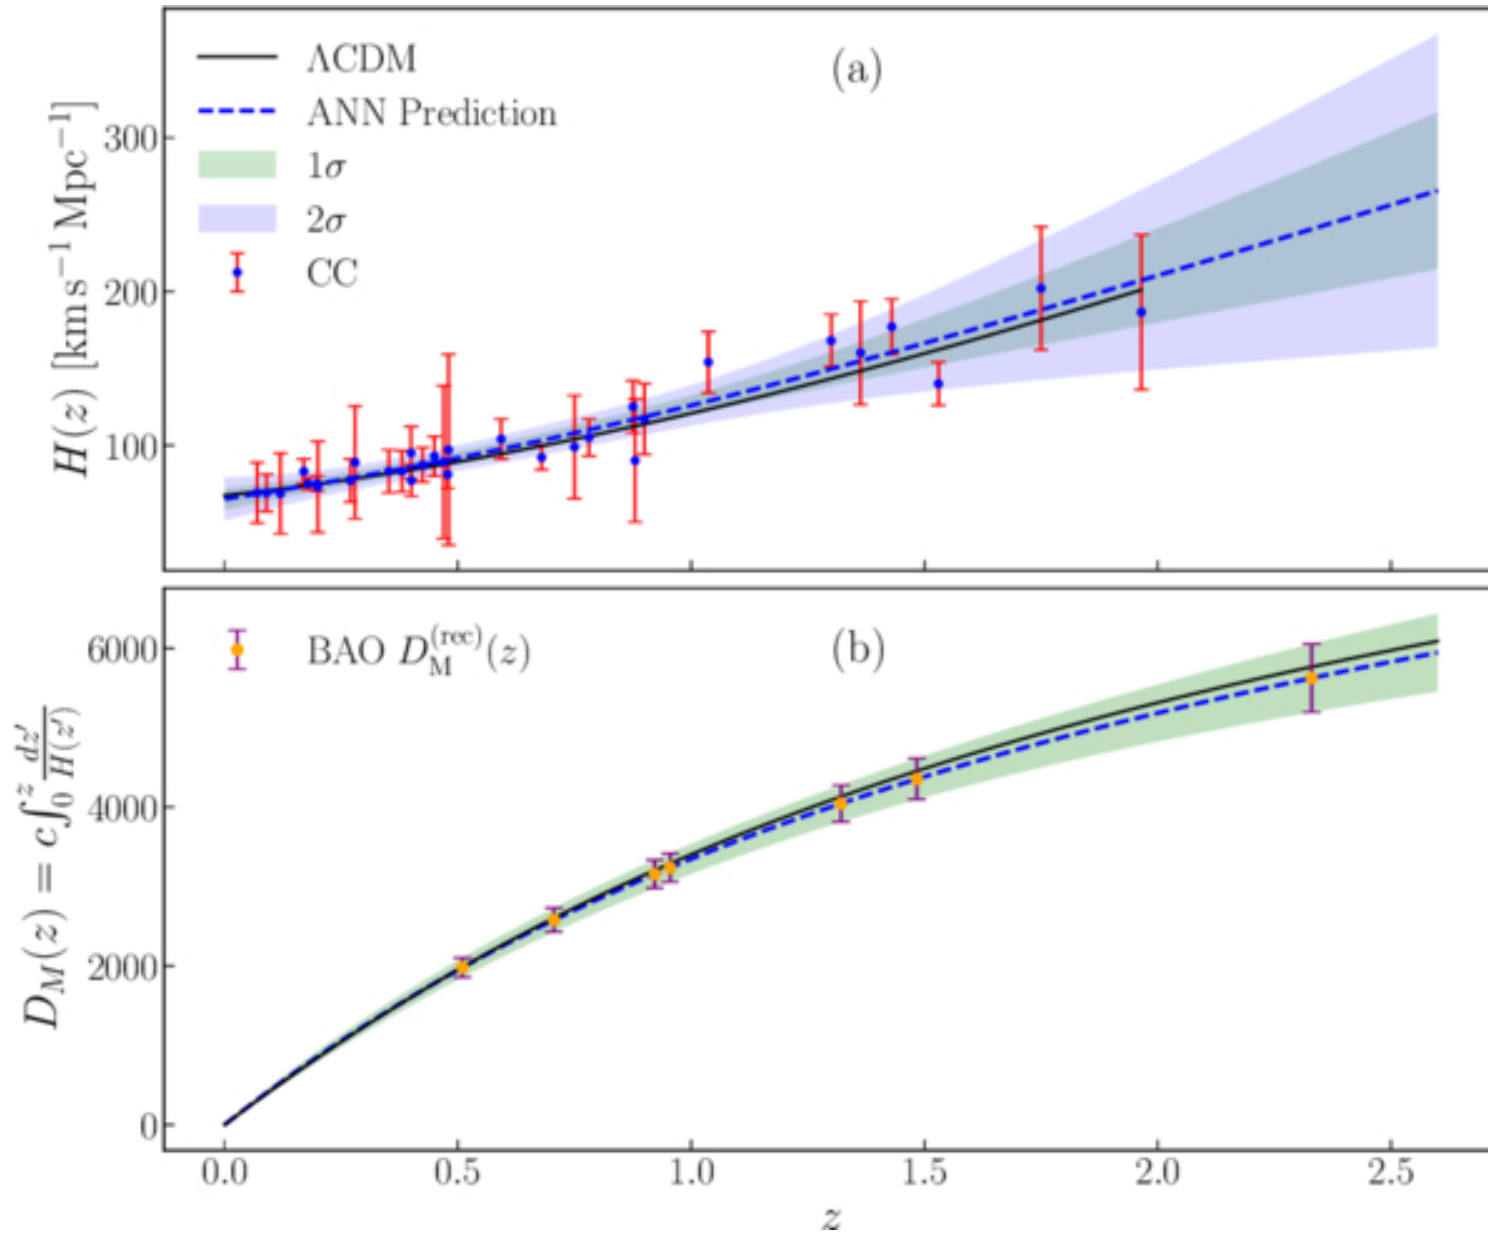 ΛCDM
(a)
ANN Prediction
1σ
2σ
CC
H(z) [km s⁻¹ Mpc⁻¹]
300
200
100
BAO D_M^(rec)(z)
(b)
D_M(z) = c∫₀ᶻ dz′/H(z′)
6000
4000
2000
0
0.0 0.5 1.0 1.5 2.0 2.5
z